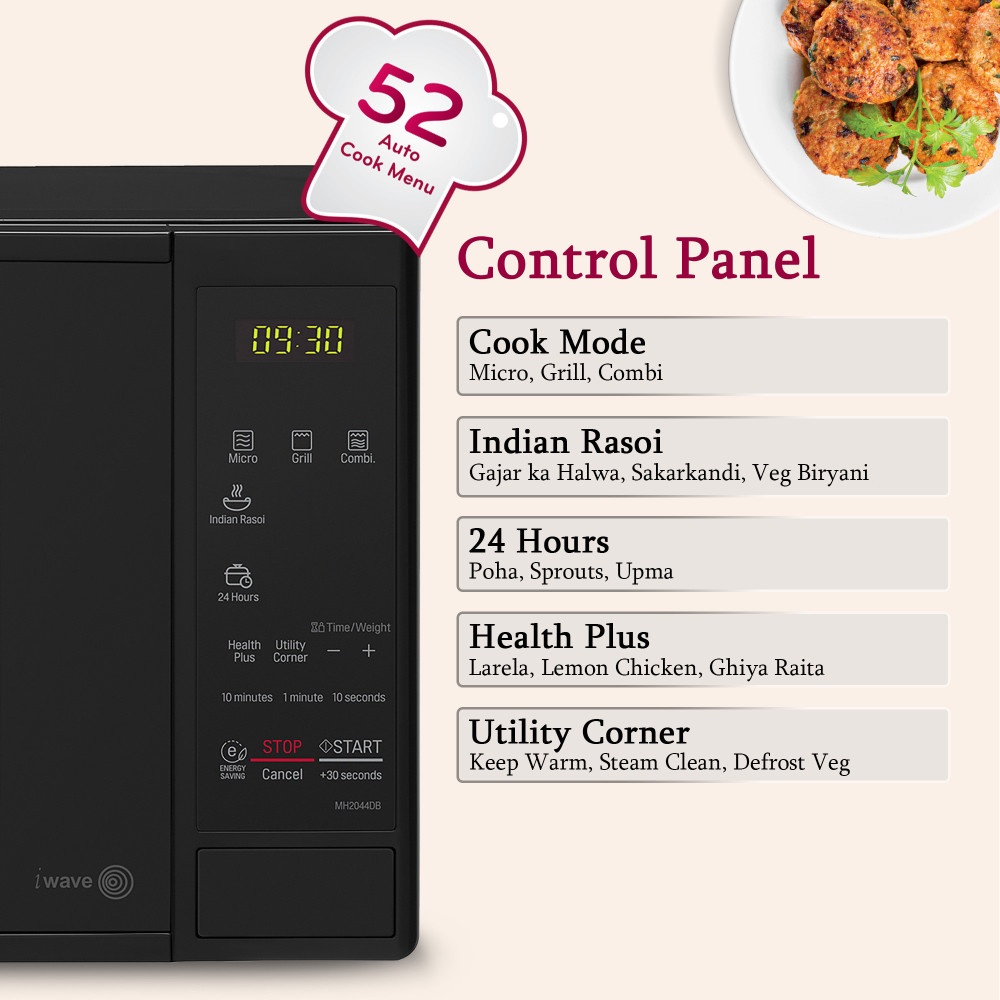 52
Auto
Cook Menu
Control Panel
Cook Mode
Micro, Grill, Combi
Indian Rasoi
Gajar ka Halwa, Sakarkandi, Veg Biryani
24 Hours
Poha, Sprouts, Upma
Health Plus
Larela, Lemon Chicken, Ghiya Raita
Utility Corner
Keep Warm, Steam Clean, Defrost Veg
09:30
Micro Grill Combi.
Indian Rasoi
24 Hours
Time/Weight
Health Plus
Utility Corner
− +
10 minutes 1 minute 10 seconds
e
ENERGY SAVING
STOP
Cancel
START
+30 seconds
MH2044DB
i wave